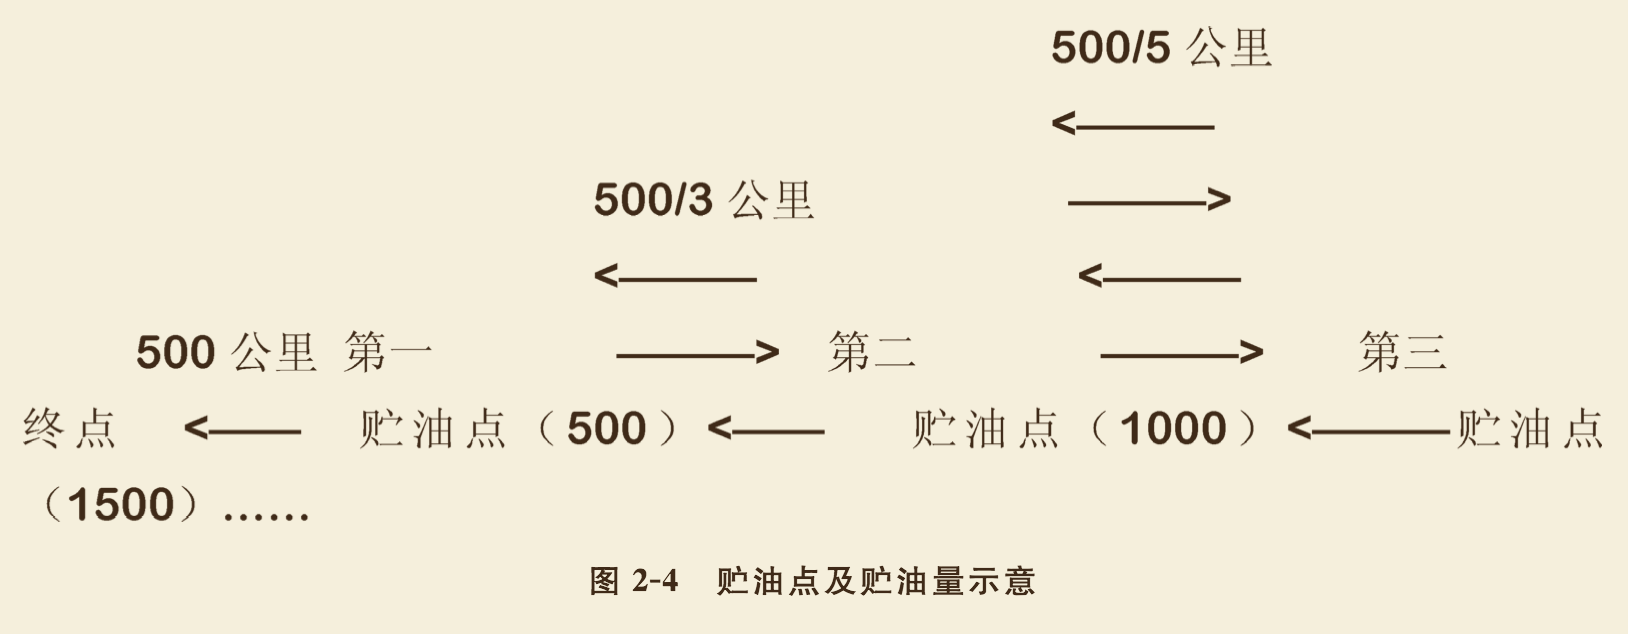 500/5 公里
<———
———>
500/3 公里
<——— <———
500 公里 第一 ———> 第二 ———> 第三
终点 <—— 贮油点（500）<—— 贮油点（1000）<———贮油点
（1500）……
图 2-4 贮油点及贮油量示意